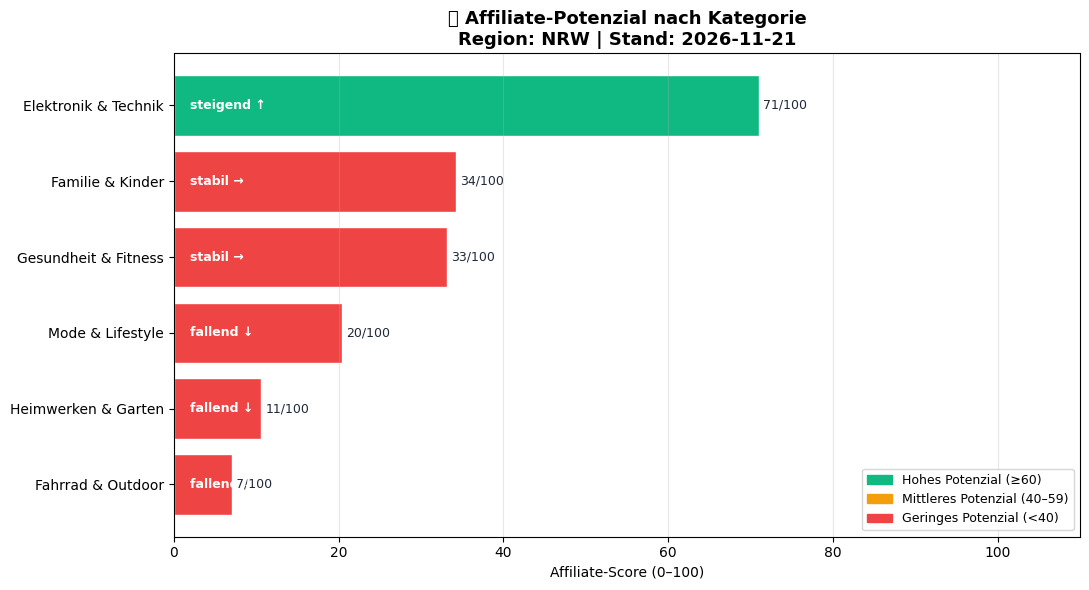 Affiliate-Potenzial nach Kategorie
Region: NRW | Stand: 2026-11-21
Elektronik & Technik
steigend ↑
71/100
Familie & Kinder
stabil →
34/100
Gesundheit & Fitness
stabil →
33/100
Mode & Lifestyle
fallend ↓
20/100
Heimwerken & Garten
fallend ↓
11/100
Fahrrad & Outdoor
7/100
Hohes Potenzial (≥60)
Mittleres Potenzial (40–59)
Geringes Potenzial (<40)
0 20 40 60 80 100
Affiliate-Score (0–100)